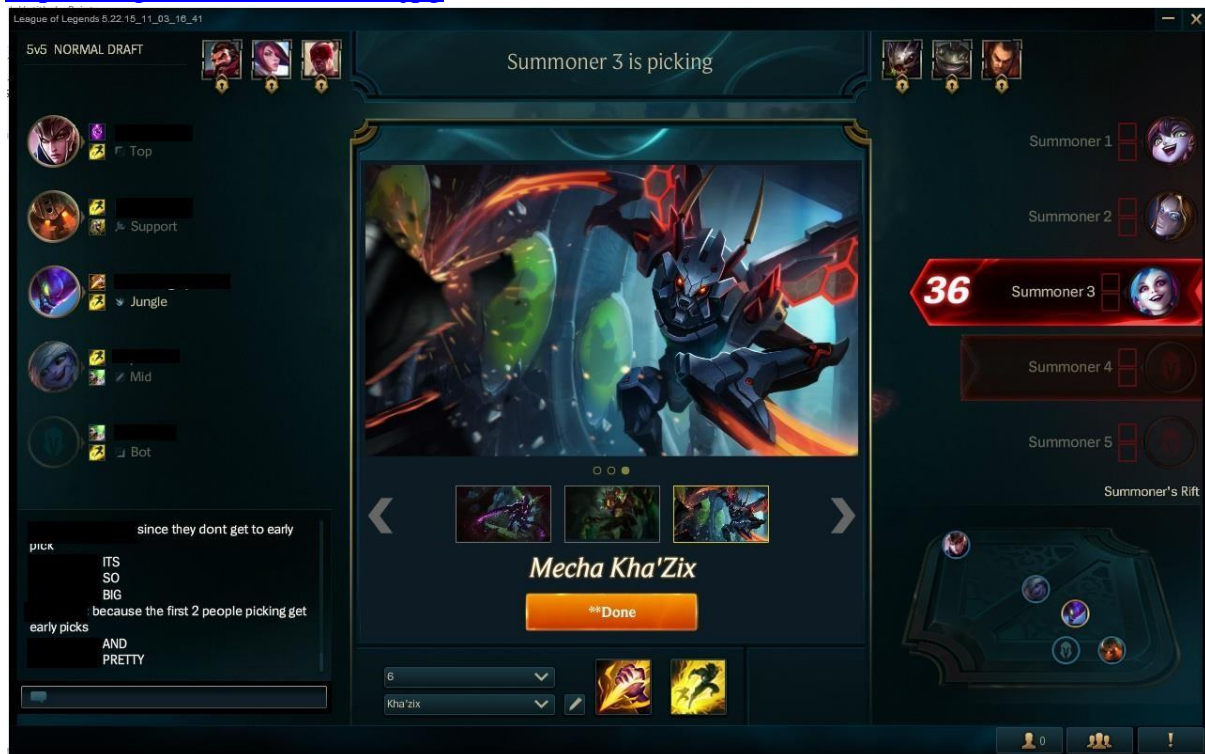 League of Legends 5.22.15_11_03_16_41
5v5 NORMAL DRAFT
Summoner 3 is picking
Top
Support
Jungle
Mid
Bot
Summoner 1
Summoner 2
36
Summoner 3
Summoner 4
Summoner 5
Summoner's Rift
Mecha Kha'Zix
**Done
6
Kha'zix
since they dont get to early
pick
ITS
SO
BIG
: because the first 2 people picking get
early picks
AND
PRETTY
0